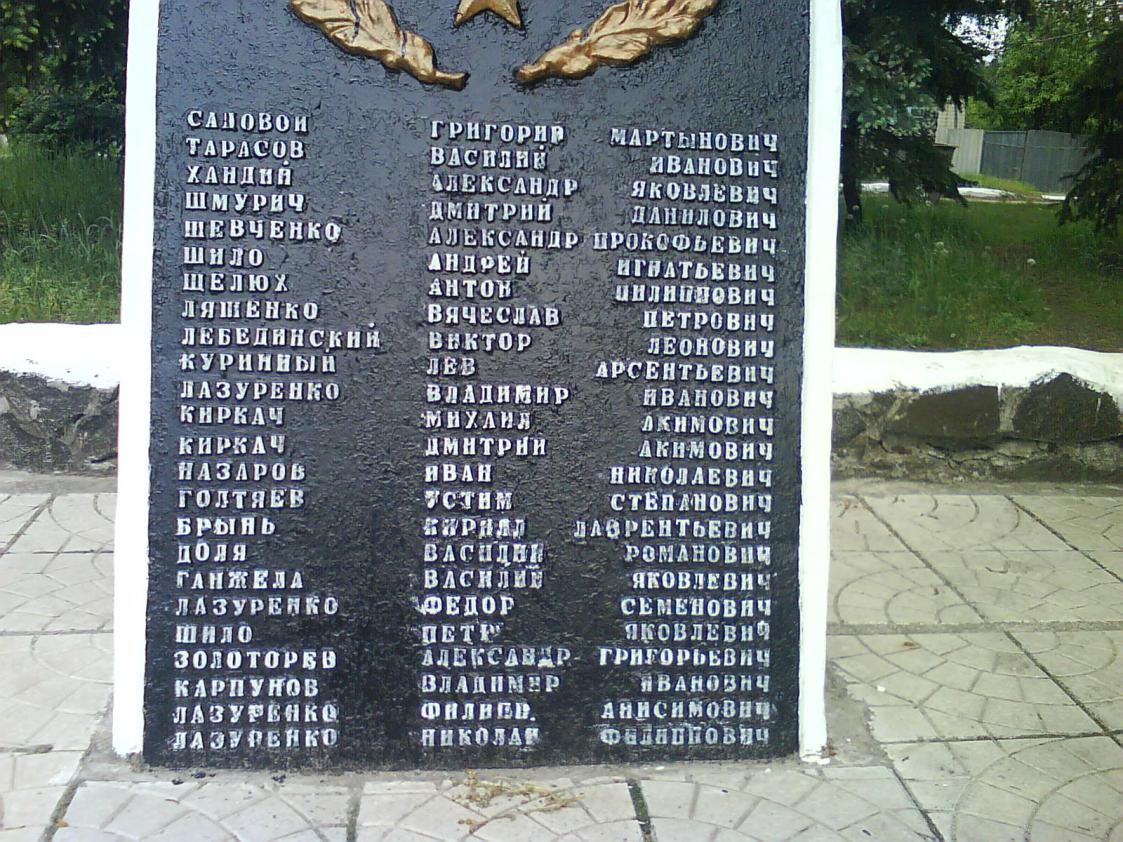 САДОВОЙ ГРИГОРИЙ МАРТЫНОВИЧ
ТАРАСОВ ВАСИЛИЙ ИВАНОВИЧ
ХАНДИЙ АЛЕКСАНДР ЯКОВЛЕВИЧ
ШМУРИЧ ДМИТРИЙ ДАНИЛОВИЧ
ШЕВЧЕНКО АЛЕКСАНДР ПРОКОФЬЕВИЧ
ШИЛО АНДРЕЙ ИГНАТЬЕВИЧ
ЩЕЛЮХ АНТОН ПИЛИППОВИЧ
ЛЯШЕНКО ВЯЧЕСЛАВ ПЕТРОВИЧ
ЛЕБЕДИНСКИЙ ВИКТОР ЛЕОНОВИЧ
КУРИННЫЙ ЛЕВ АРСЕНТЬЕВИЧ
ЛАЗУРЕНКО ВЛАДИМИР ИВАНОВИЧ
КИРКАЧ МИХАИЛ АКИМОВИЧ
КИРКАЧ ДМИТРИЙ АКИМОВИЧ
НАЗАРОВ ИВАН НИКОЛАЕВИЧ
ГОЛТЯЕВ УСТИМ СТЕПАНОВИЧ
БРЫНЬ КИРИЛЛ ЛАВРЕНТЬЕВИЧ
ДОЛЯ ВАСИЛИЙ РОМАНОВИЧ
ГАНЖЕЛА ВАСИЛИЙ ЯКОВЛЕВИЧ
ЛАЗУРЕНКО ФЕДОР СЕМЕНОВИЧ
ШИЛО ПЕТР ЯКОВЛЕВИЧ
ЗОЛОТОРЕВ АЛЕКСАНДР ГРИГОРЬЕВИЧ
КАРПУНОВ ВЛАДИМИР ИВАНОВИЧ
ЛАЗУРЕНКО ФИЛИПП АНИСИМОВИЧ
ЛАЗУРЕНКО НИКОЛАЙ ФИЛИППОВИЧ